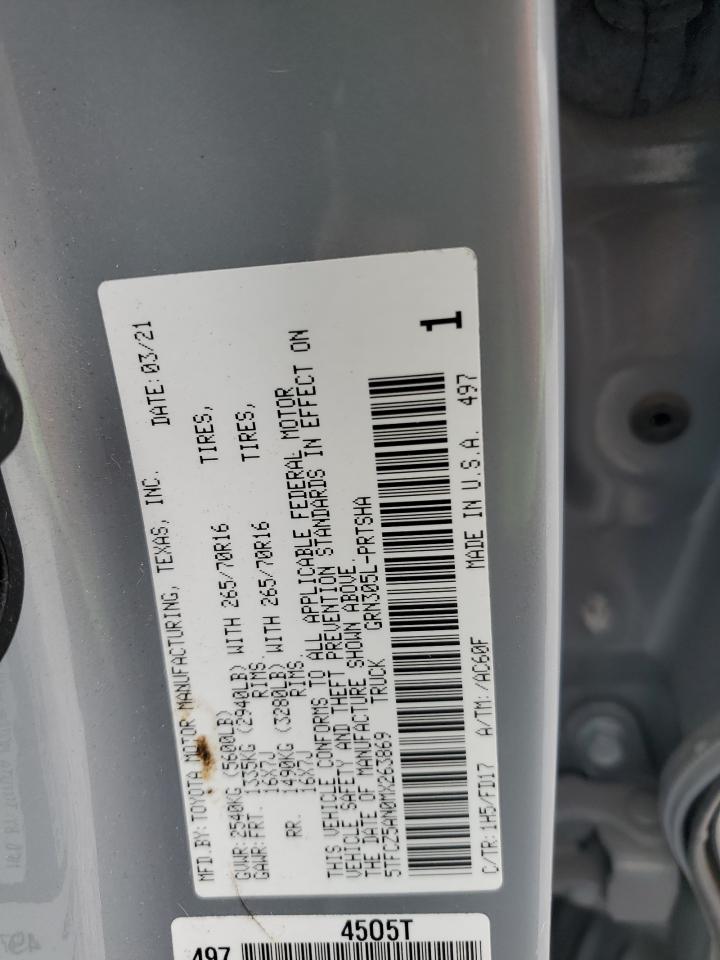 MFD.BY:TOYOTA MOTOR MANUFACTURING, TEXAS, INC. DATE:03/21
GVWR:2540KG (5600LB)
GAWR:FRT. 1335KG (2940LB) WITH 265/70R16 TIRES,
16X7J RIMS.
RR. 1490KG (3280LB) WITH 265/70R16 TIRES,
16X7J RIMS.
THIS VEHICLE CONFORMS TO ALL APPLICABLE FEDERAL MOTOR
VEHICLE SAFETY AND THEFT PREVENTION STANDARDS IN EFFECT ON
THE DATE OF MANUFACTURE SHOWN ABOVE.
5TFCZ5AN0MX263869 TRUCK GRN305L-PRTSHA
1
C/TR:1H5/FD17 A/TM:/AC60F MADE IN U.S.A. 497
4505T
497